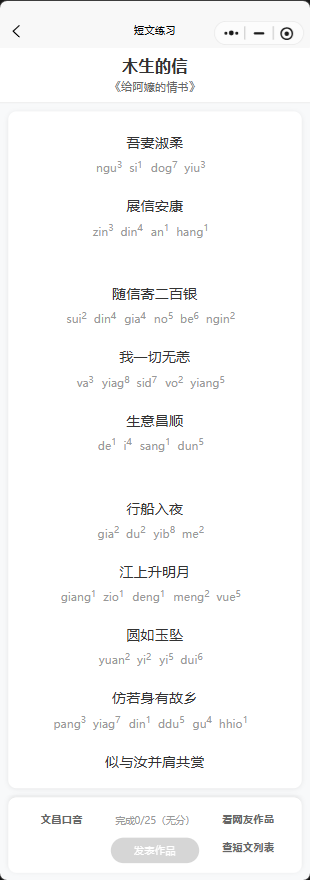 短文练习
木生的信
《给阿嬷的情书》
吾妻淑柔
ngu³ si¹ dog⁷ yiu³
展信安康
zin³ din⁴ an¹ hang¹
随信寄二百银
sui² din⁴ gia⁴ no⁵ be⁶ ngin²
我一切无恙
va³ yiag⁸ sid⁷ vo² yiang⁵
生意昌顺
de¹ i⁴ sang¹ dun⁵
行船入夜
gia² du² yib⁸ me²
江上升明月
giang¹ zio¹ deng¹ meng² vue⁵
圆如玉坠
yuan² yi² yi⁵ dui⁶
仿若身有故乡
pang³ yiag⁷ din¹ ddu⁵ gu⁴ hhio¹
似与汝并肩共赏
文昌口音
完成0/25（无分）
看网友作品
发表作品
查短文列表